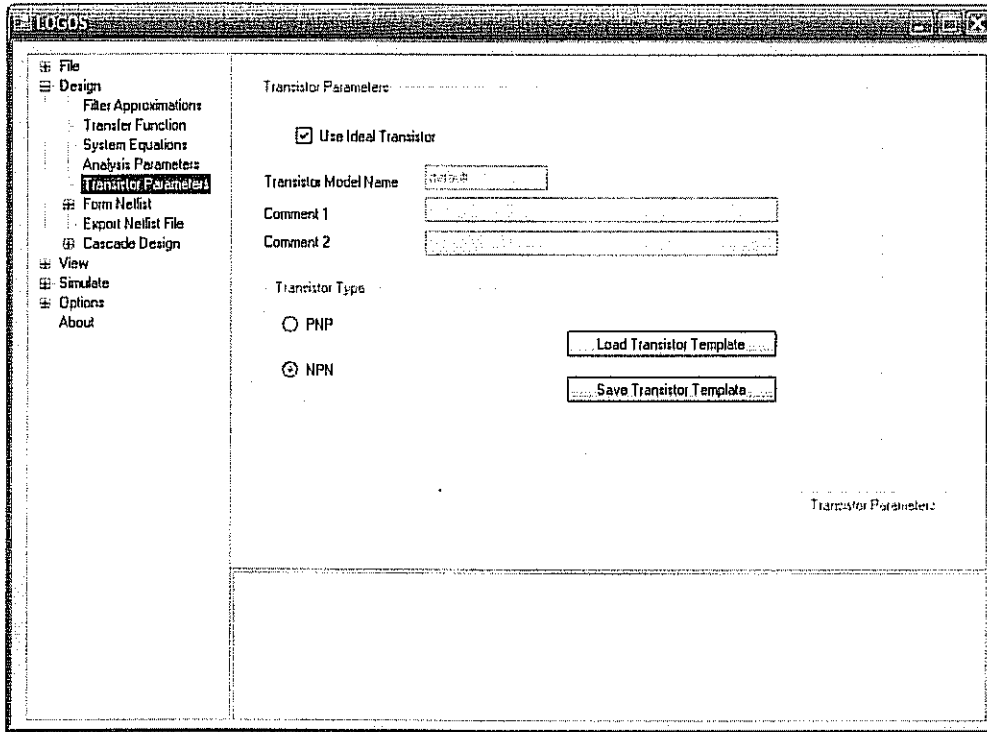 LOGOS
File
Design
Filter Approximations
Transfer Function
System Equations
Analysis Parameters
Transistor Parameters
Form Netlist
Export Netlist File
Cascade Design
View
Simulate
Options
About
Transistor Parameters
Use Ideal Transistor
Transistor Model Name
default
Comment 1
Comment 2
Transistor Type
PNP
NPN
Load Transistor Template
Save Transistor Template
Transistor Parameters